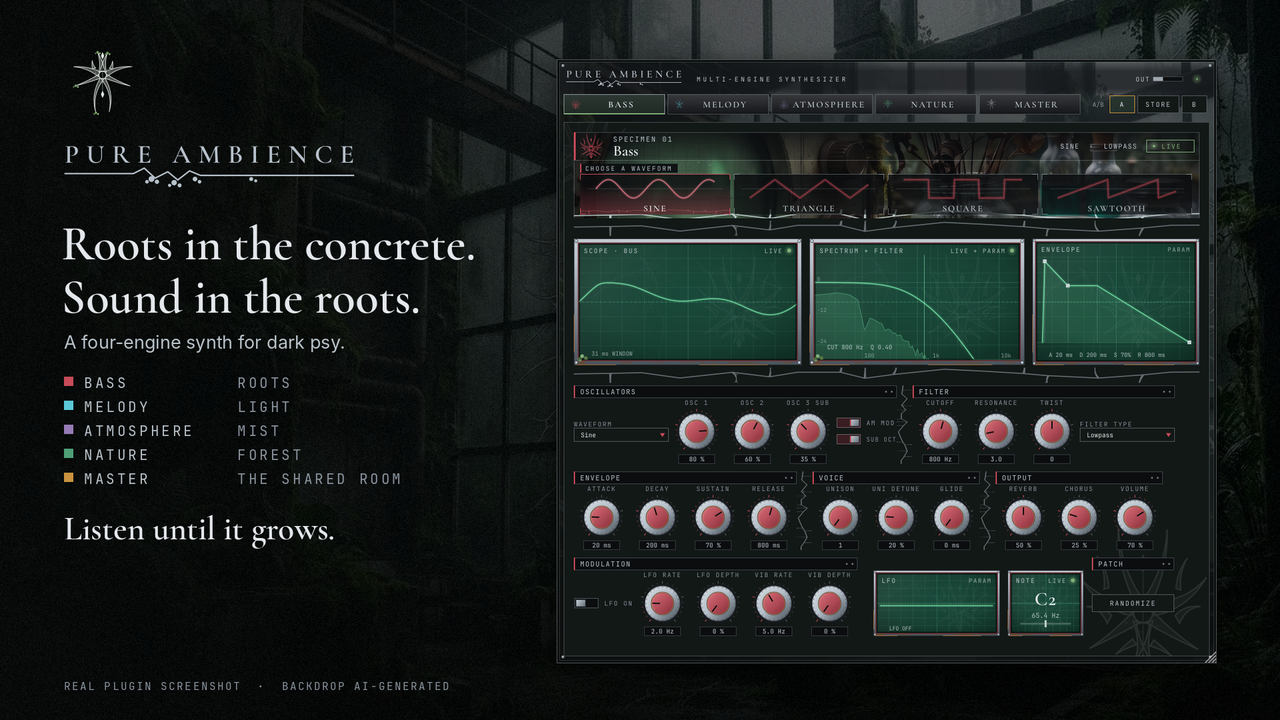 PURE AMBIENCE
Roots in the concrete.
Sound in the roots.
A four-engine synth for dark psy.
BASS ROOTS
MELODY LIGHT
ATMOSPHERE MIST
NATURE FOREST
MASTER THE SHARED ROOM
Listen until it grows.
REAL PLUGIN SCREENSHOT · BACKDROP AI-GENERATED
PURE AMBIENCE MULTI-ENGINE SYNTHESIZER OUT
BASS MELODY ATMOSPHERE NATURE MASTER A/B A STORE B
SPECIMEN 01
Bass SINE LOWPASS LIVE
CHOOSE A WAVEFORM
SINE TRIANGLE SQUARE SAWTOOTH
SCOPE · BUS LIVE SPECTRUM + FILTER LIVE + PARAM ENVELOPE PARAM
-12
CUT 800 Hz Q 0.40
31 ms WINDOW 100 1k 10k A 20 ms D 200 ms S 70% R 800 ms
OSCILLATORS FILTER
OSC 1 OSC 2 OSC 3 SUB CUTOFF RESONANCE TWIST
WAVEFORM AM MOD FILTER TYPE
Sine SUB OCT Lowpass
80 % 60 % 35 % 800 Hz 3.0 0
ENVELOPE VOICE OUTPUT
ATTACK DECAY SUSTAIN RELEASE UNISON UNI DETUNE GLIDE REVERB CHORUS VOLUME
20 ms 200 ms 70 % 800 ms 1 20 % 0 ms 50 % 25 % 70 %
MODULATION PATCH
LFO RATE LFO DEPTH VIB RATE VIB DEPTH LFO PARAM NOTE LIVE
LFO ON C2 RANDOMIZE
65.4 Hz
2.0 Hz 0 % 5.0 Hz 0 % LFO OFF